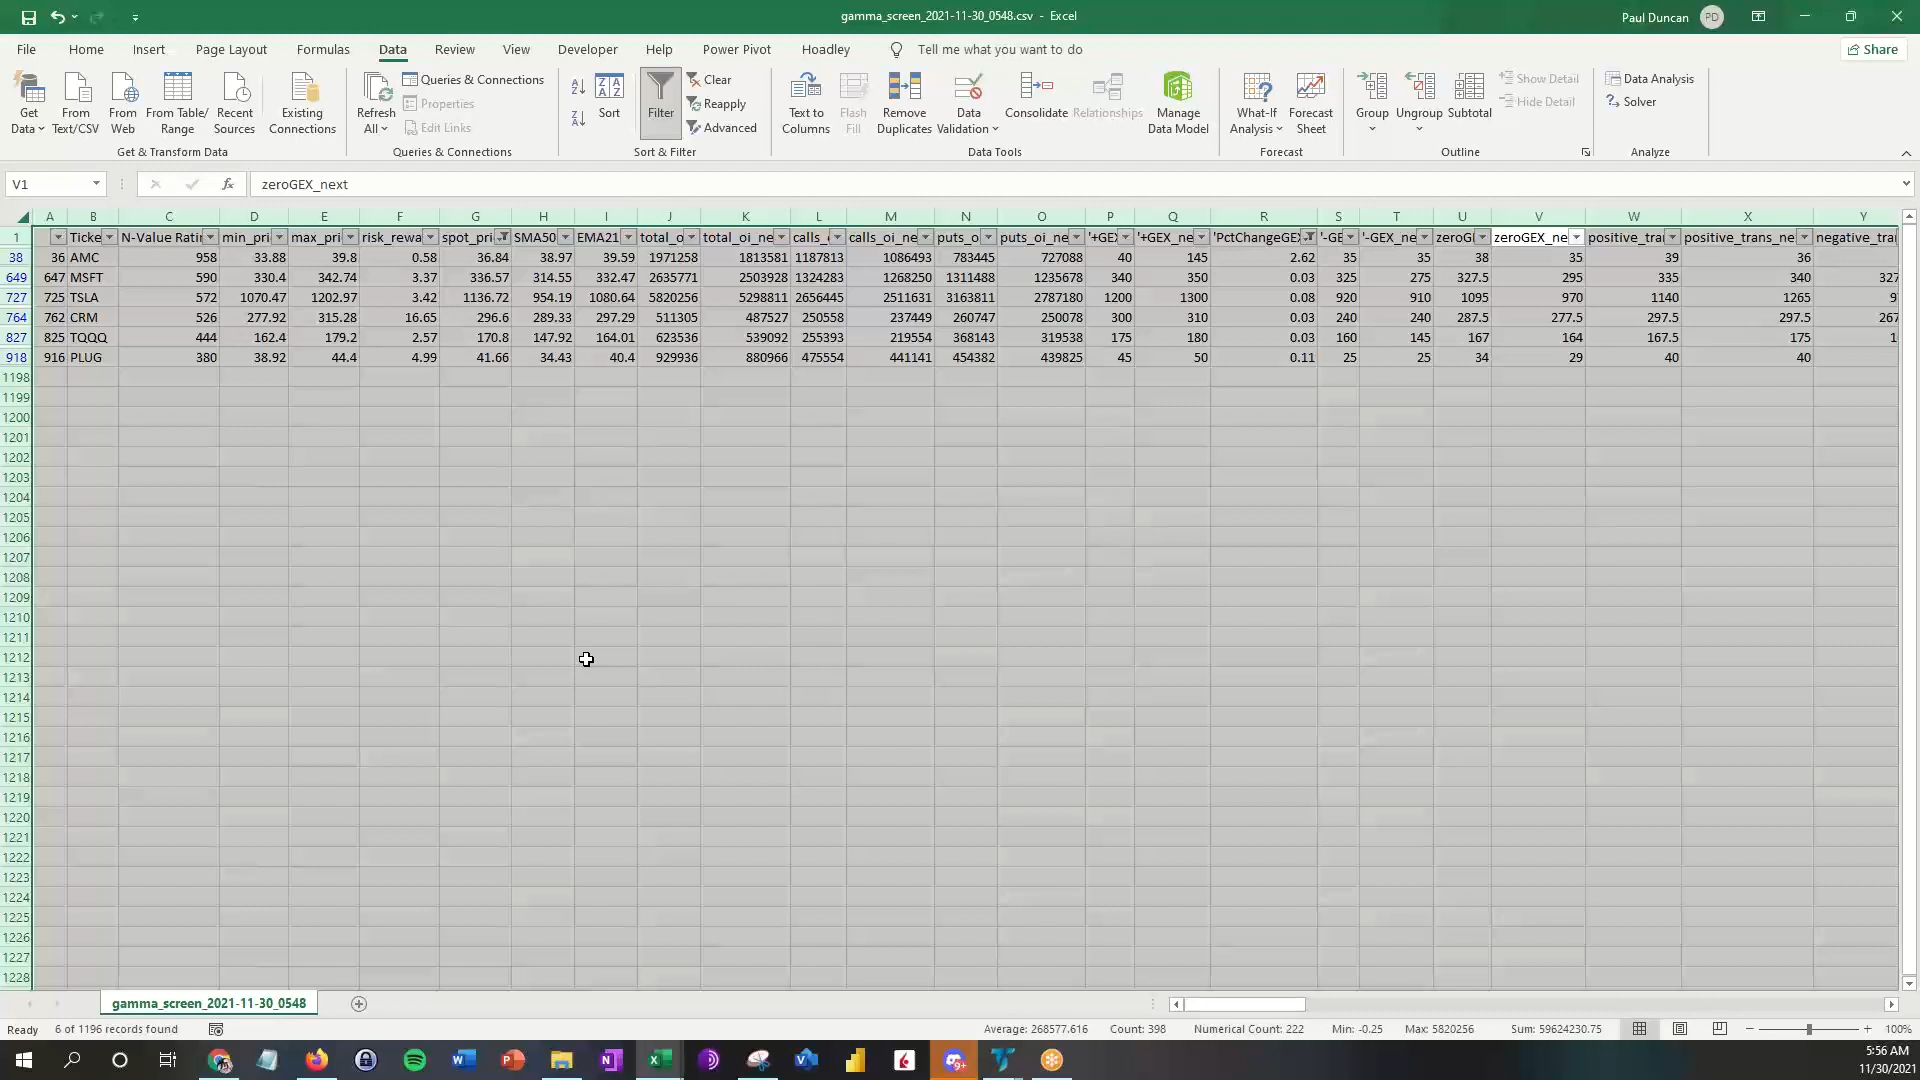 gamma_screen_2021-11-30_0548.csv - Excel
Paul Duncan PD
File Home Insert Page Layout Formulas Data Review View Developer Help Power Pivot Hoadley Tell me what you want to do Share
Get Data From Text/CSV From Web From Table/ Range Recent Sources Existing Connections
Get & Transform Data
Refresh All Queries & Connections Properties Edit Links
Queries & Connections
Sort Filter Clear Reapply Advanced
Sort & Filter
Text to Columns Flash Fill Remove Duplicates Data Validation Consolidate Relationships Manage Data Model
Data Tools
What-If Analysis Forecast Sheet
Forecast
Group Ungroup Subtotal Show Detail Hide Detail
Outline
Data Analysis Solver
Analyze
V1 fx zeroGEX_next
A B C D E F G H I J K L M N O P Q R S T U V W X Y
1 Ticke N-Value Ratin min_pri max_pri risk_rewa spot_pri SMA50 EMA21 total_o total_oi_ne calls_ calls_oi_ne puts_o puts_oi_ne '+GEX '+GEX_ne 'PctChangeGEX '-GE '-GEX_ne zeroG zeroGEX_ne positive_tran positive_trans_ne negative_tran
38 36 AMC 958 33.88 39.8 0.58 36.84 38.97 39.59 1971258 1813581 1187813 1086493 783445 727088 40 145 2.62 35 35 38 35 39 36
649 647 MSFT 590 330.4 342.74 3.37 336.57 314.55 332.47 2635771 2503928 1324283 1268250 1311488 1235678 340 350 0.03 325 275 327.5 295 335 340 327
727 725 TSLA 572 1070.47 1202.97 3.42 1136.72 954.19 1080.64 5820256 5298811 2656445 2511631 3163811 2787180 1200 1300 0.08 920 910 1095 970 1140 1265 9
764 762 CRM 526 277.92 315.28 16.65 296.6 289.33 297.29 511305 487527 250558 237449 260747 250078 300 310 0.03 240 240 287.5 277.5 297.5 297.5 267
827 825 TQQQ 444 162.4 179.2 2.57 170.8 147.92 164.01 623536 539092 255393 219554 368143 319538 175 180 0.03 160 145 167 164 167.5 175 1
918 916 PLUG 380 38.92 44.4 4.99 41.66 34.43 40.4 929936 880966 475554 441141 454382 439825 45 50 0.11 25 25 34 29 40 40
1198
1199
1200
1201
1202
1203
1204
1205
1206
1207
1208
1209
1210
1211
1212
1213
1214
1215
1216
1217
1218
1219
1220
1221
1222
1223
1224
1225
1226
1227
1228
gamma_screen_2021-11-30_0548
Ready 6 of 1196 records found Average: 268577.616 Count: 398 Numerical Count: 222 Min: -0.25 Max: 5820256 Sum: 59624230.75 100%
5:56 AM
11/30/2021